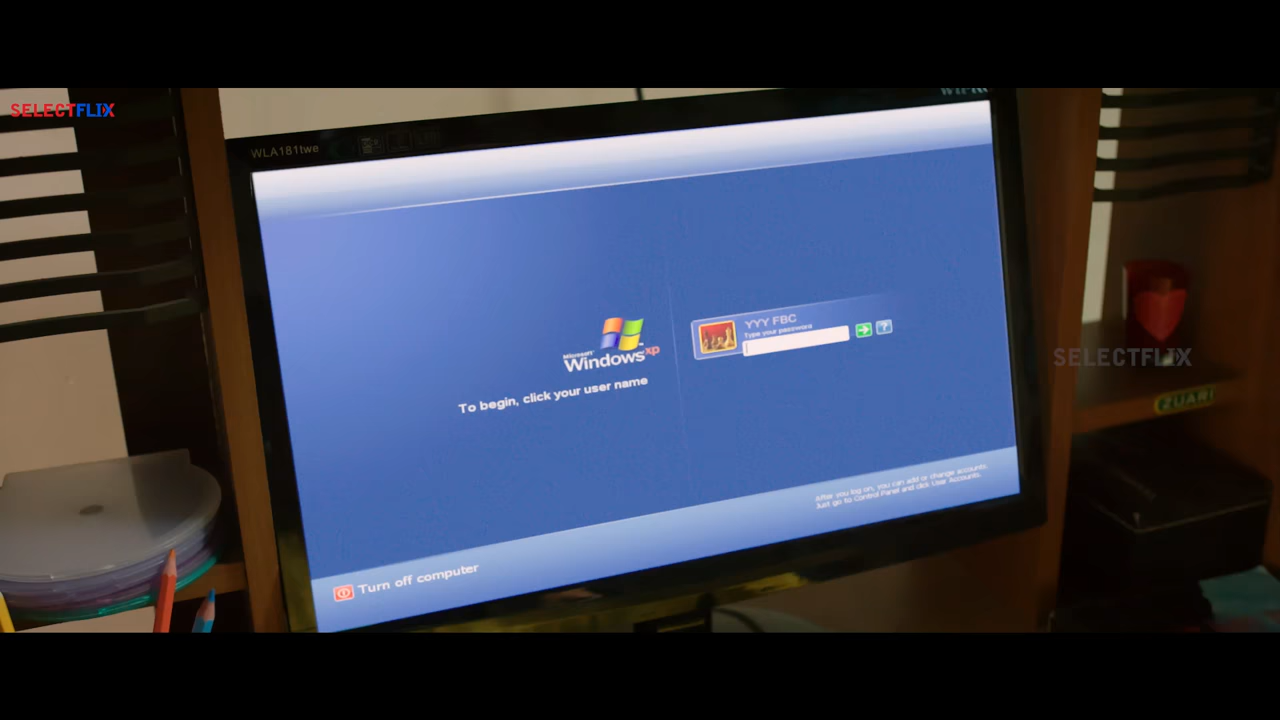 SELECTFLIX
WLA181twe
YYY FBC
Type your password
Microsoft
Windows xp
To begin, click your user name
SELECTFLIX
ZUARI
After you log on, you can add or change accounts.
Just go to Control Panel and click User Accounts.
Turn off computer